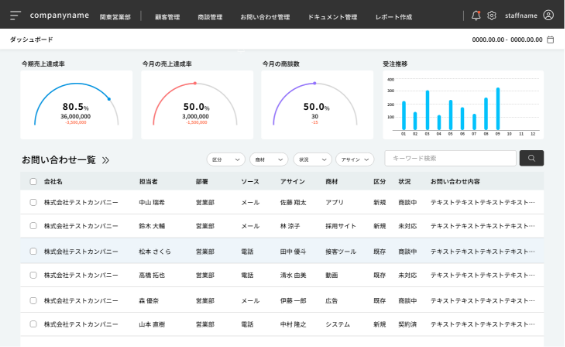 companyname 関東営業部 顧客管理 商談管理 お問い合わせ管理 ドキュメント管理 レポート作成 staffname
ダッシュボード 0000.00.00 - 0000.00.00
今期売上達成率 今月の売上達成率 今月の商談数 受注推移
80.5% 50.0% 50.0%
36,000,000 3,000,000 30
400
300
200
100
01 02 03 04 05 06 07 08 09 10 11 12
お問い合わせ一覧 区分 商材 状況 アサイン キーワード検索
会社名 担当者 部署 ソース アサイン 商材 区分 状況 お問い合わせ内容
株式会社テストカンパニー 中山 瑞希 営業部 メール 佐藤 翔太 アプリ 新規 商談中 テキストテキストテキストテキスト…
株式会社テストカンパニー 鈴木 大輔 営業部 メール 林 涼子 採用サイト 新規 未対応 テキストテキストテキストテキスト…
株式会社テストカンパニー 松本 さくら 営業部 電話 田中 優斗 接客ツール 既存 商談中 テキストテキストテキストテキスト…
株式会社テストカンパニー 高橋 拓也 営業部 電話 清水 由美 動画 既存 未対応 テキストテキストテキストテキスト…
株式会社テストカンパニー 森 優奈 営業部 メール 伊藤 一郎 広告 既存 商談中 テキストテキストテキストテキスト…
株式会社テストカンパニー 山本 直樹 営業部 電話 中村 隆之 システム 新規 契約済 テキストテキストテキストテキスト…